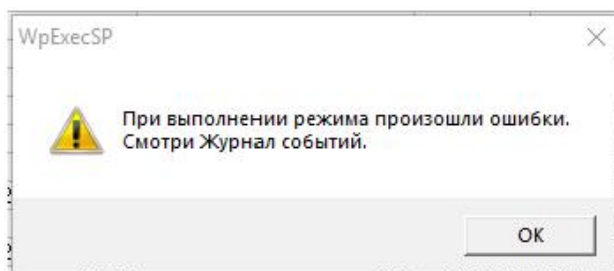 WpExecSP
При выполнении режима произошли ошибки.
Смотри Журнал событий.
OK